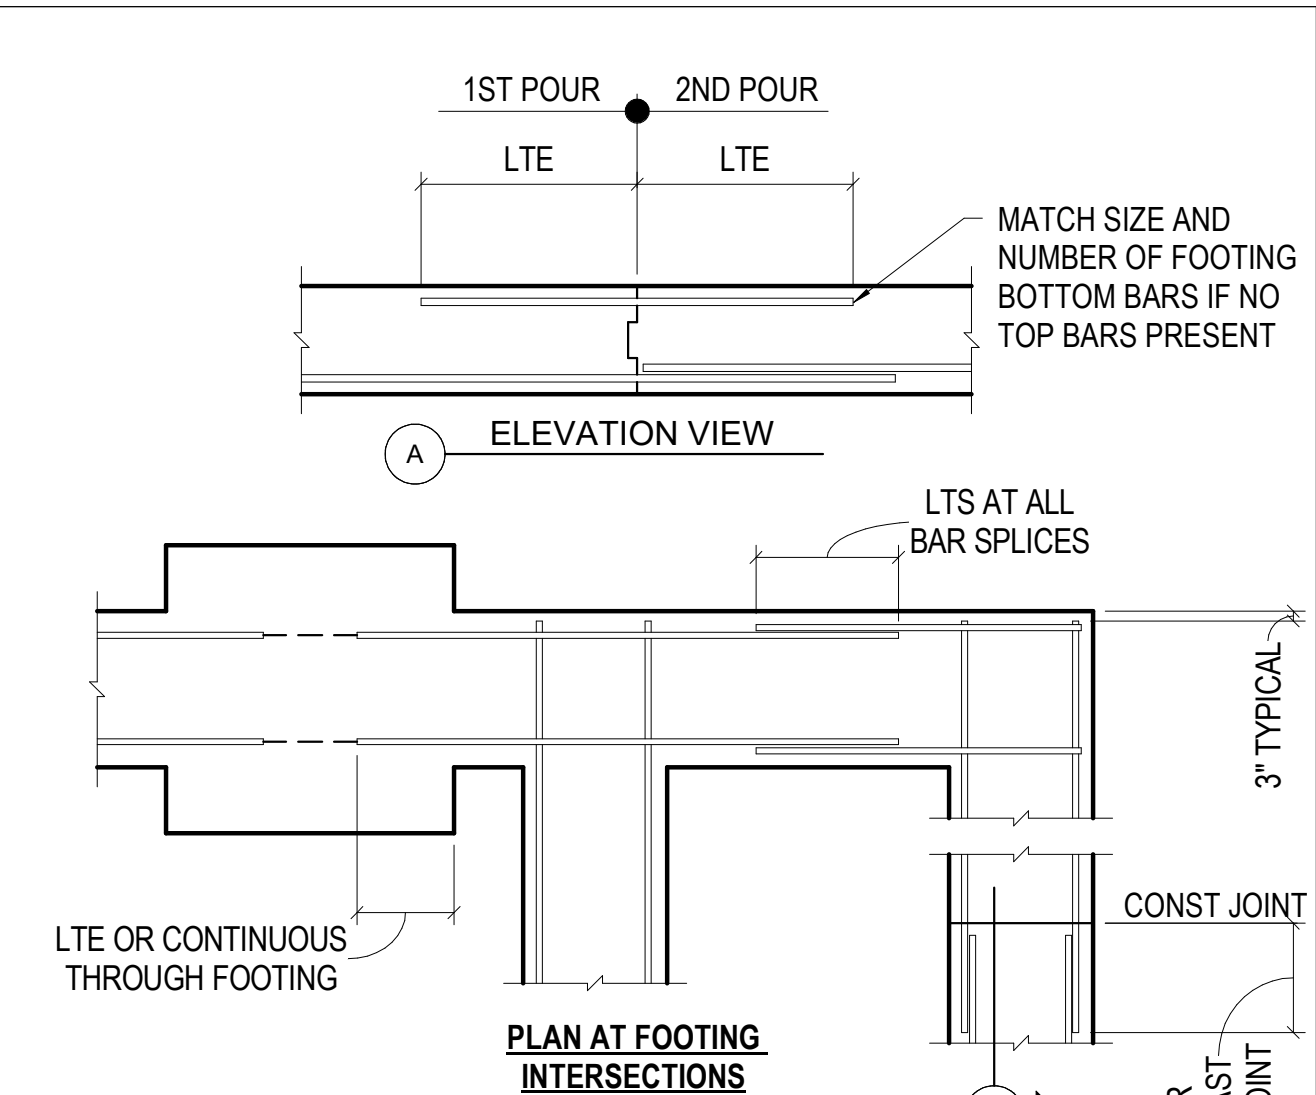 1ST POUR
2ND POUR
LTE
LTE
MATCH SIZE AND
NUMBER OF FOOTING
BOTTOM BARS IF NO
TOP BARS PRESENT
A
ELEVATION VIEW
LTS AT ALL
BAR SPLICES
3" TYPICAL
CONST JOINT
LTE OR CONTINUOUS
THROUGH FOOTING
PLAN AT FOOTING
INTERSECTIONS